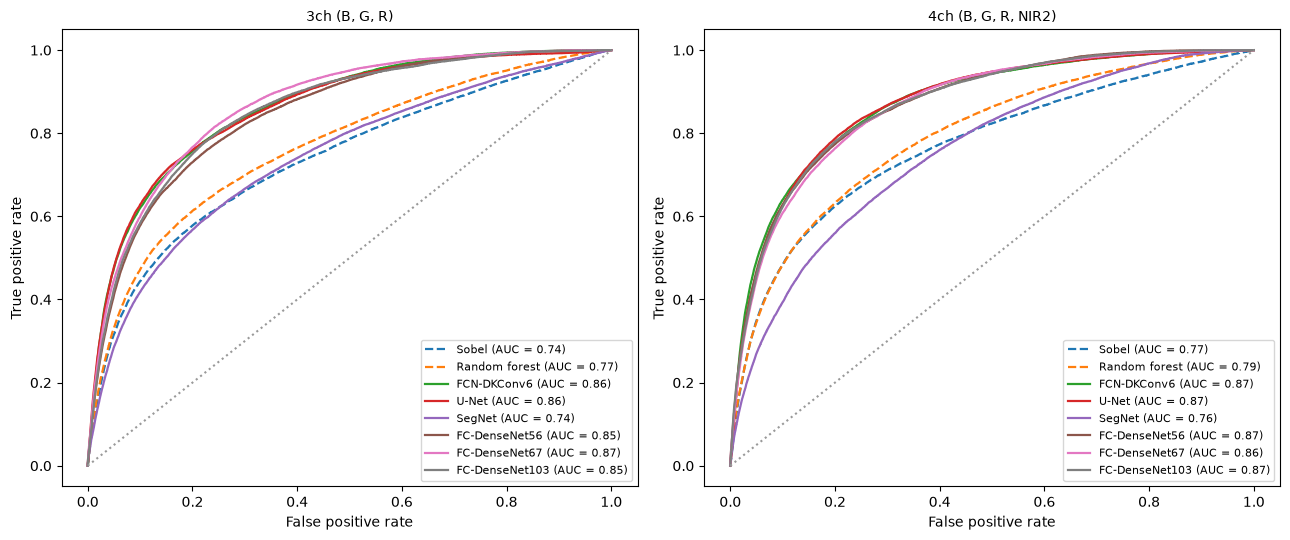 3ch (B, G, R)
1.0
0.8
0.6
0.4
0.2
0.0
True positive rate
Sobel (AUC = 0.74)
Random forest (AUC = 0.77)
FCN-DKConv6 (AUC = 0.86)
U-Net (AUC = 0.86)
SegNet (AUC = 0.74)
FC-DenseNet56 (AUC = 0.85)
FC-DenseNet67 (AUC = 0.87)
FC-DenseNet103 (AUC = 0.85)
0.0 0.2 0.4 0.6 0.8 1.0
False positive rate
4ch (B, G, R, NIR2)
1.0
0.8
0.6
0.4
0.2
0.0
True positive rate
Sobel (AUC = 0.77)
Random forest (AUC = 0.79)
FCN-DKConv6 (AUC = 0.87)
U-Net (AUC = 0.87)
SegNet (AUC = 0.76)
FC-DenseNet56 (AUC = 0.87)
FC-DenseNet67 (AUC = 0.86)
FC-DenseNet103 (AUC = 0.87)
0.0 0.2 0.4 0.6 0.8 1.0
False positive rate